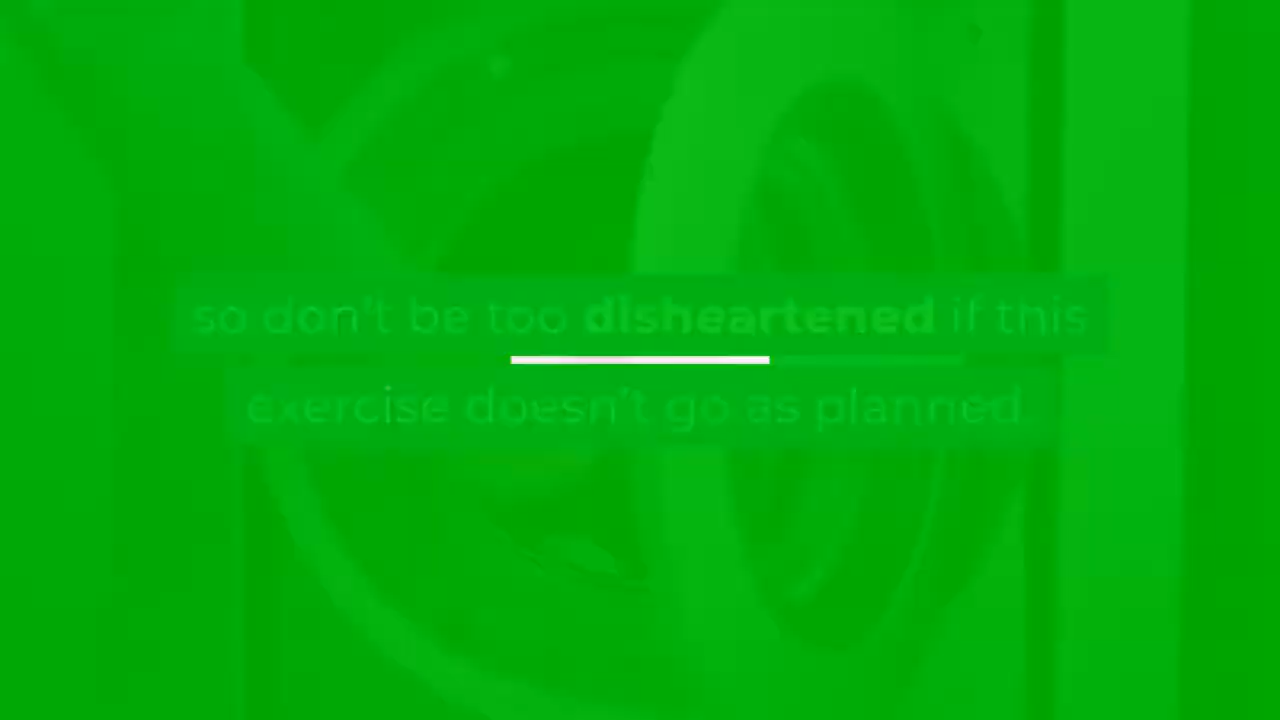 so don't be too disheartened if this
exercise doesn't go as planned.